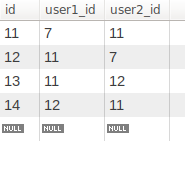 id user1_id user2_id
11 7 11
12 11 7
13 11 12
14 12 11
NULL NULL NULL